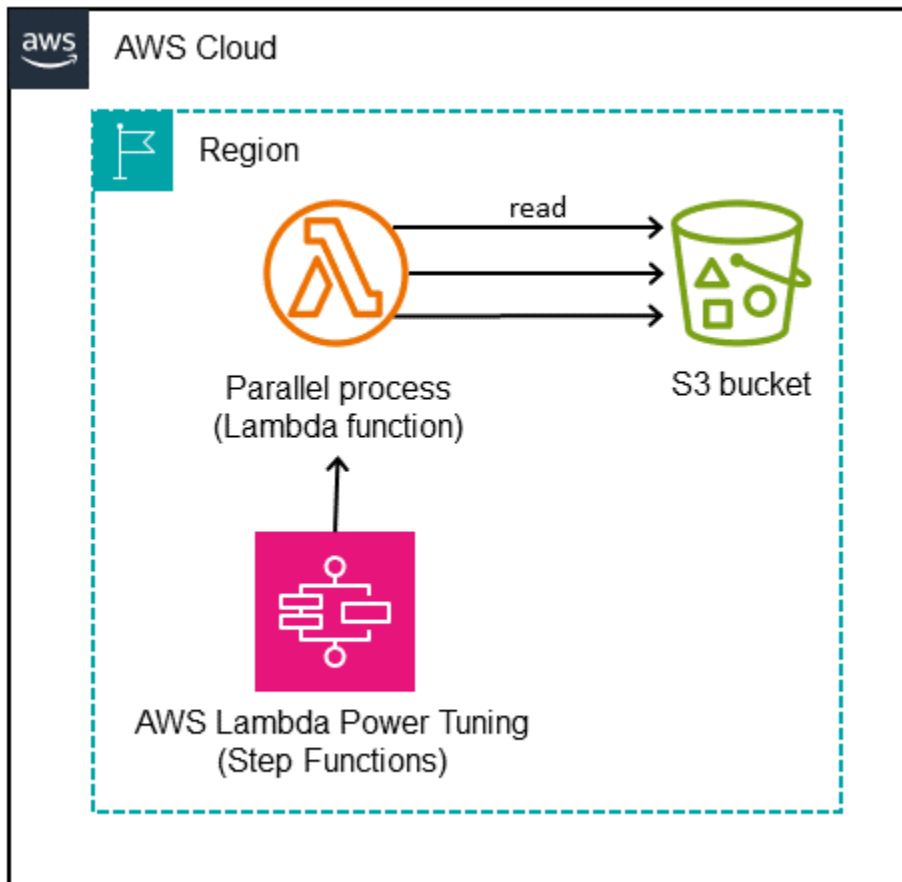 aws
AWS Cloud
Region
read
Parallel process
(Lambda function)
S3 bucket
AWS Lambda Power Tuning
(Step Functions)